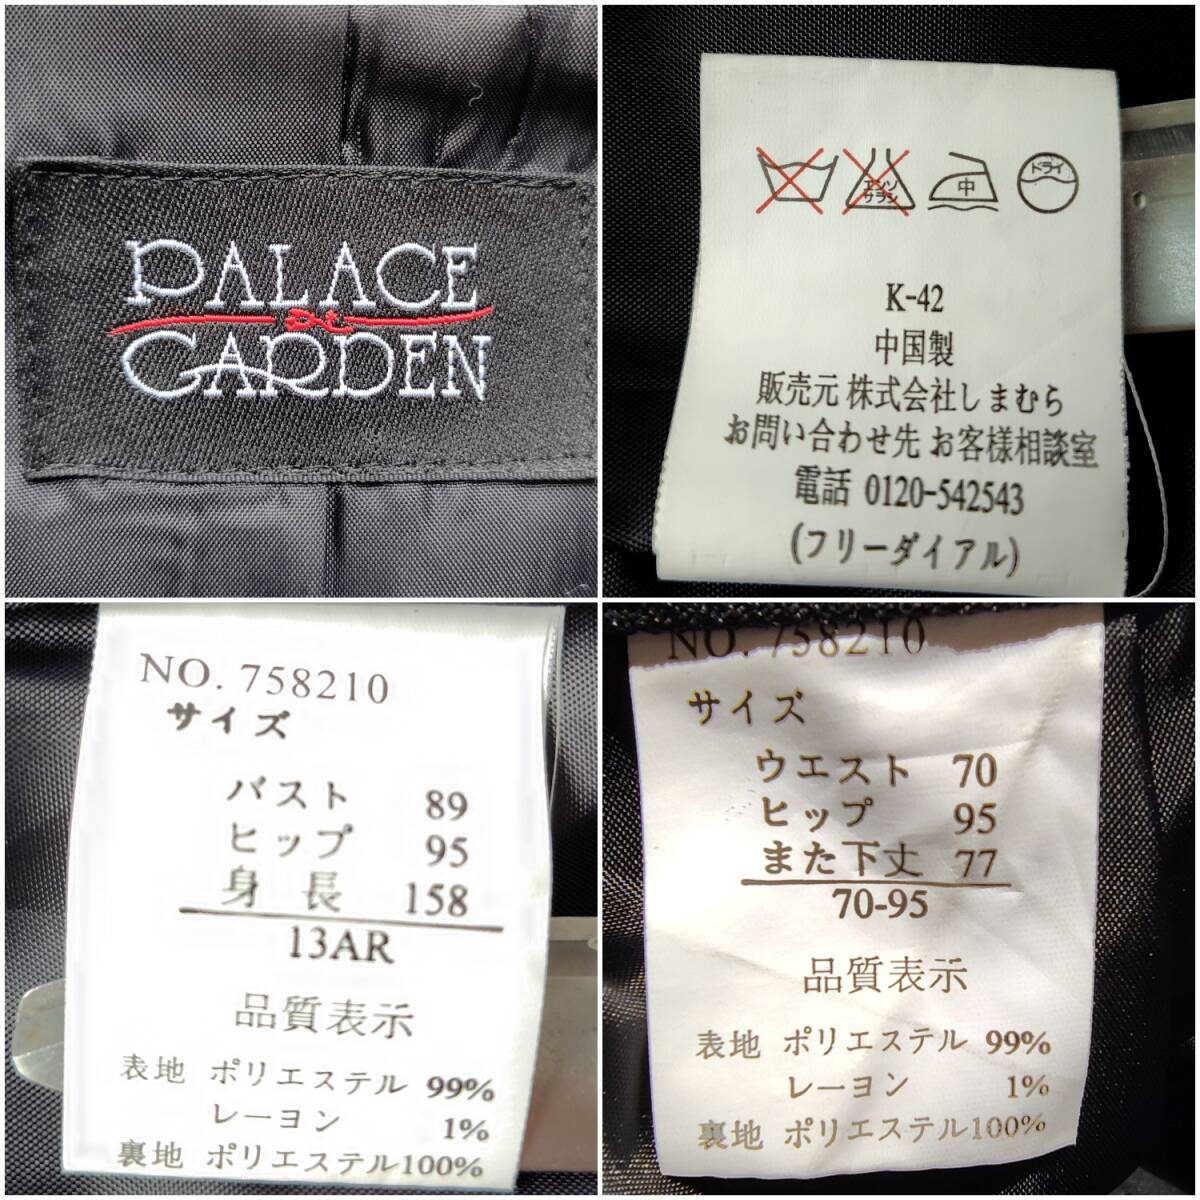 PALACE
GARDEN
エンソ
サラシ
中
ドライ
K-42
中国製
販売元 株式会社しまむら
お問い合わせ先 お客様相談室
電話 0120-542543
(フリーダイアル)
NO. 758210
サイズ
バスト 89
ヒップ 95
身長 158
13AR
品質表示
表地 ポリエステル 99%
レーヨン 1%
裏地 ポリエステル100%
NO. 758210
サイズ
ウエスト 70
ヒップ 95
また下丈 77
70-95
品質表示
表地 ポリエステル 99%
レーヨン 1%
裏地 ポリエステル100%